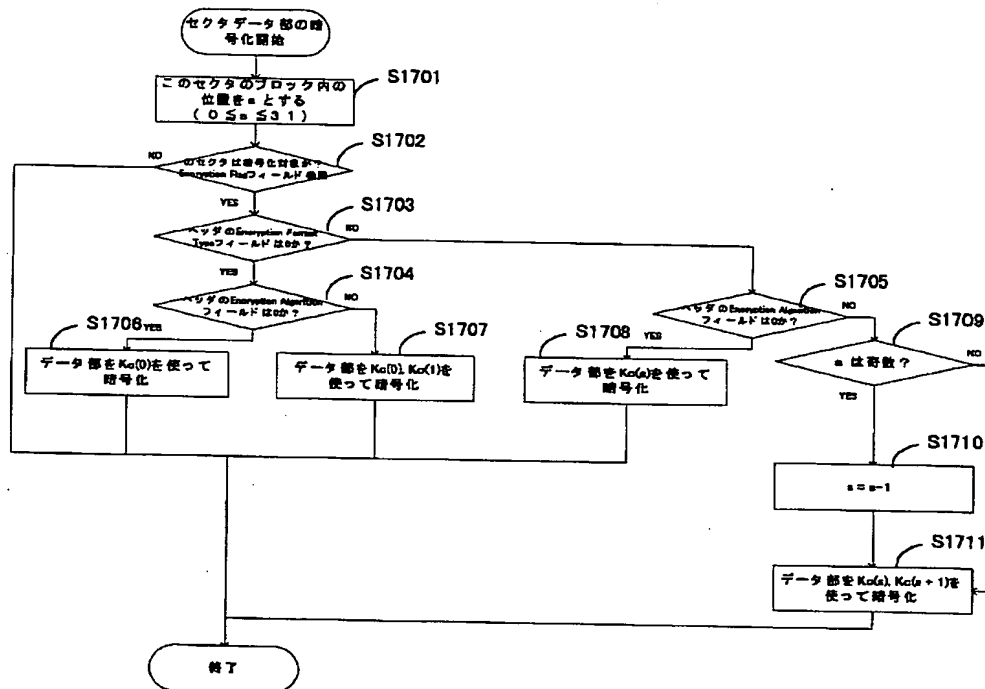 セクタデータ部の暗
号化開始
S1701
このセクタのブロック内の
位置を s とする
( 0 ≦ s ≦ 3 1 )
S1702
NO
のセクタは暗号化対象か?
Encryption Flagフィールド
YES
S1703
NO
ヘッダのEncryption Format
Typeフィールドは0か?
YES
S1704
NO
ヘッダのEncryption Algorithm
フィールドは0か?
S1705
NO
ヘッダのEncryption Algorithm
フィールドは0か?
YES
S1706
YES
データ部をKc(0)を使って
暗号化
S1707
データ部をKc(0), Kc(1)を
使って暗号化
S1708
データ部をKc(s)を使って
暗号化
S1709
NO
s は奇数?
YES
S1710
s = s-1
S1711
データ部をKc(s), Kc(s + 1)を
使って暗号化
終了